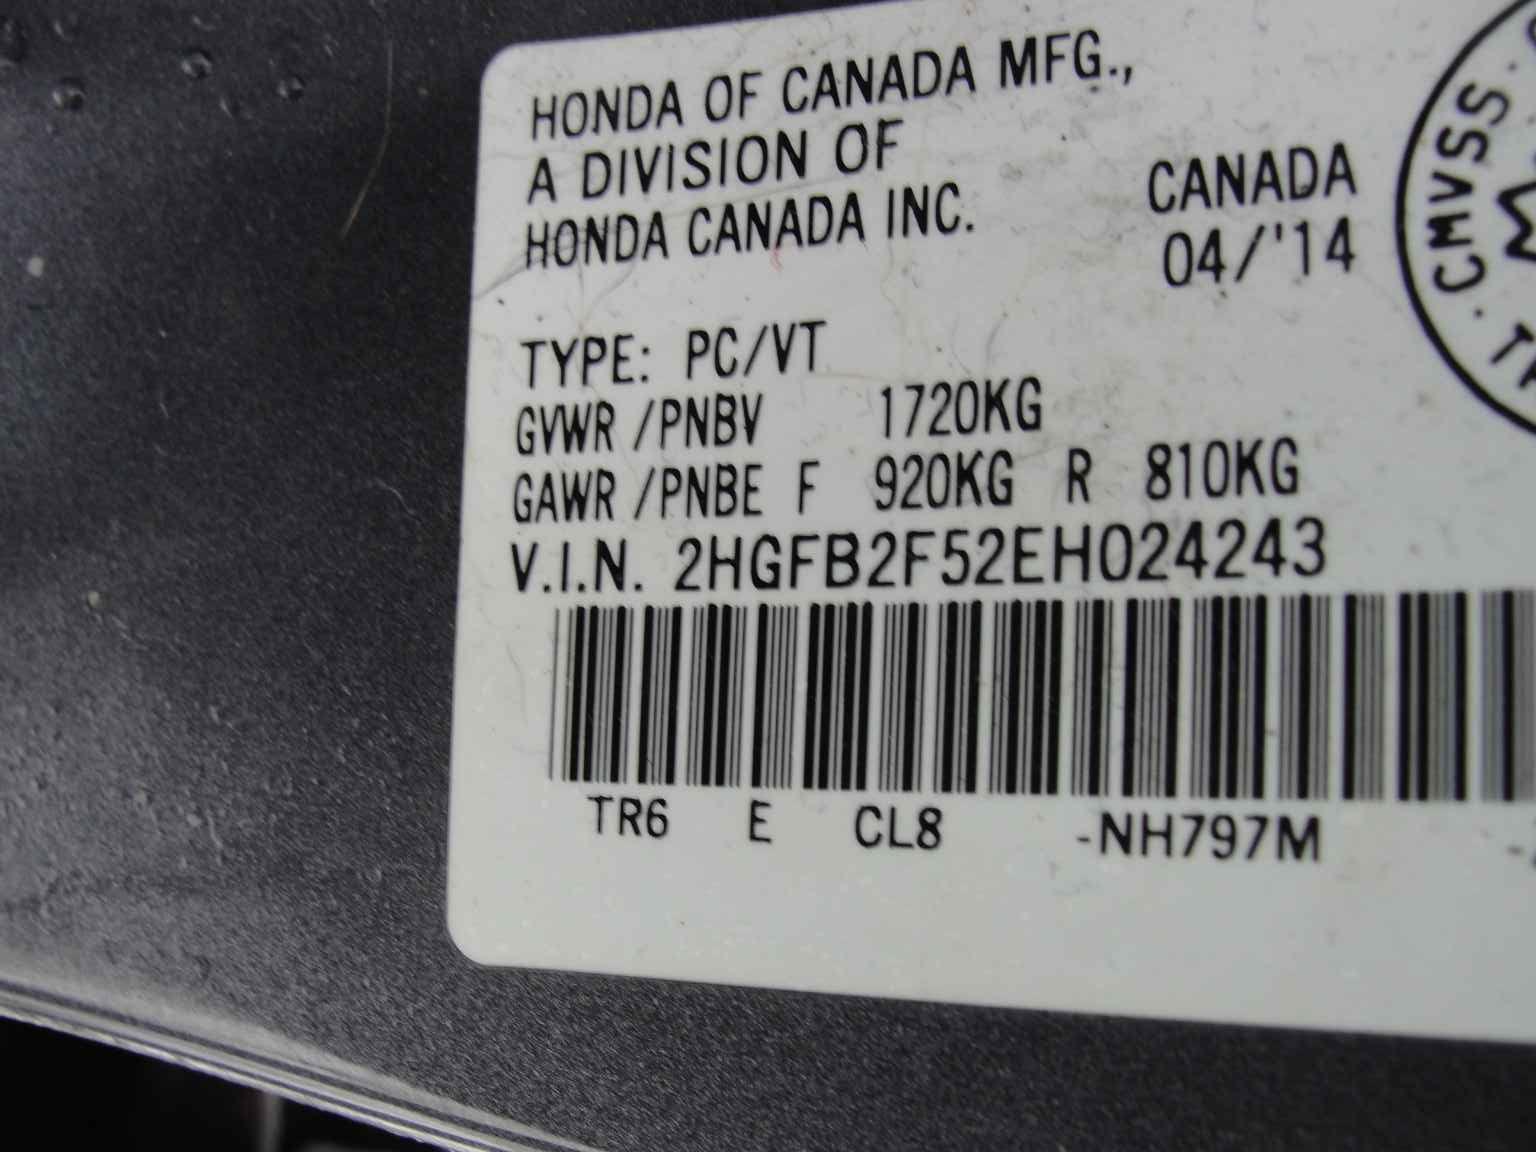 HONDA OF CANADA MFG.,
A DIVISION OF
HONDA CANADA INC.
CANADA
04/'14
CMVSS
TYPE: PC/VT
GVWR /PNBV 1720KG
GAWR /PNBE F 920KG R 810KG
V.I.N. 2HGFB2F52EH024243
TR6 E CL8 -NH797M